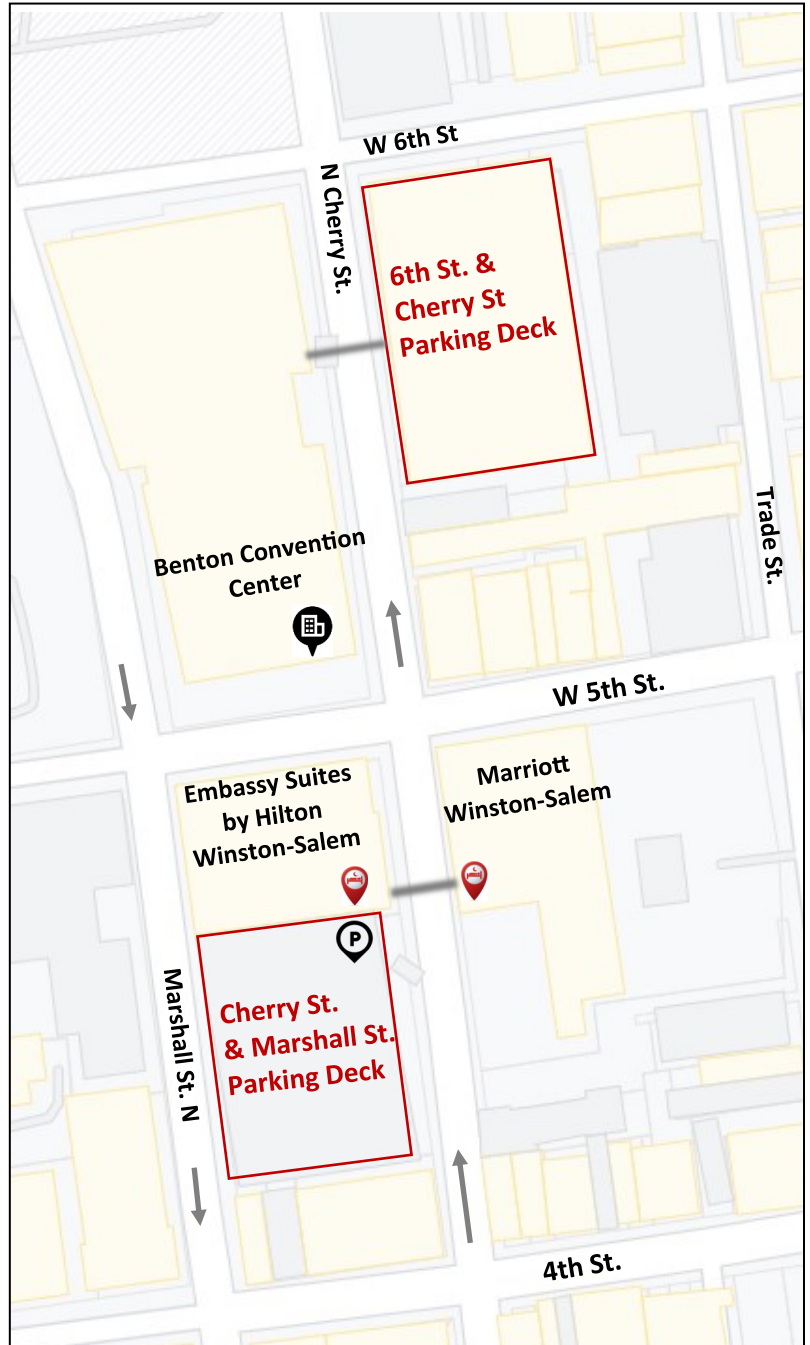 W 6th St
N Cherry St.
6th St. &
Cherry St
Parking Deck
Trade St.
Benton Convention
Center
W 5th St.
Embassy Suites
by Hilton
Winston-Salem
Marriott
Winston-Salem
P
Marshall St. N
Cherry St.
& Marshall St.
Parking Deck
4th St.